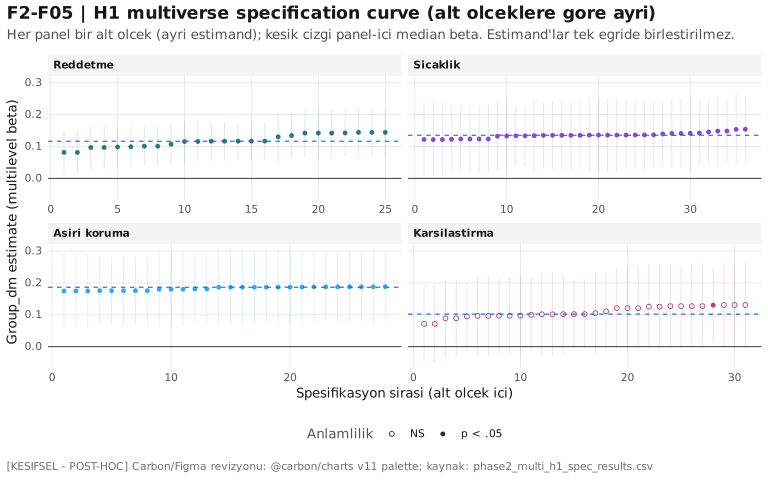 F2-F05 | H1 multiverse specification curve (alt olceklere gore ayri)
Her panel bir alt olcek (ayri estimand); kesik cizgi panel-ici median beta. Estimand'lar tek egride birlestirilmez.
Group_dm estimate (multilevel beta)
Reddetme
0.3
0.2
0.1
0.0
0 5 10 15 20 25
Sicaklik
0 10 20 30
Asiri koruma
0.3
0.2
0.1
0.0
0 10 20
Karsilastirma
0 10 20 30
Spesifikasyon sirasi (alt olcek ici)
Anlamlilik NS p < .05
[KESIFSEL - POST-HOC] Carbon/Figma revizyonu: @carbon/charts v11 palette; kaynak: phase2_multi_h1_spec_results.csv